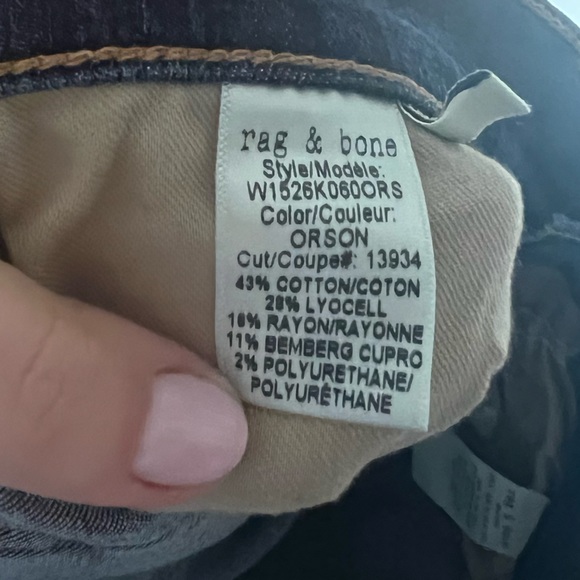 rag & bone
Style/Modèle:
W1526K060ORS
Color/Couleur:
ORSON
Cut/Coupe#: 13934
43% COTTON/COTON
28% LYOCELL
16% RAYON/RAYONNE
11% BEMBERG CUPRO
2% POLYURETHANE/
POLYURÉTHANE